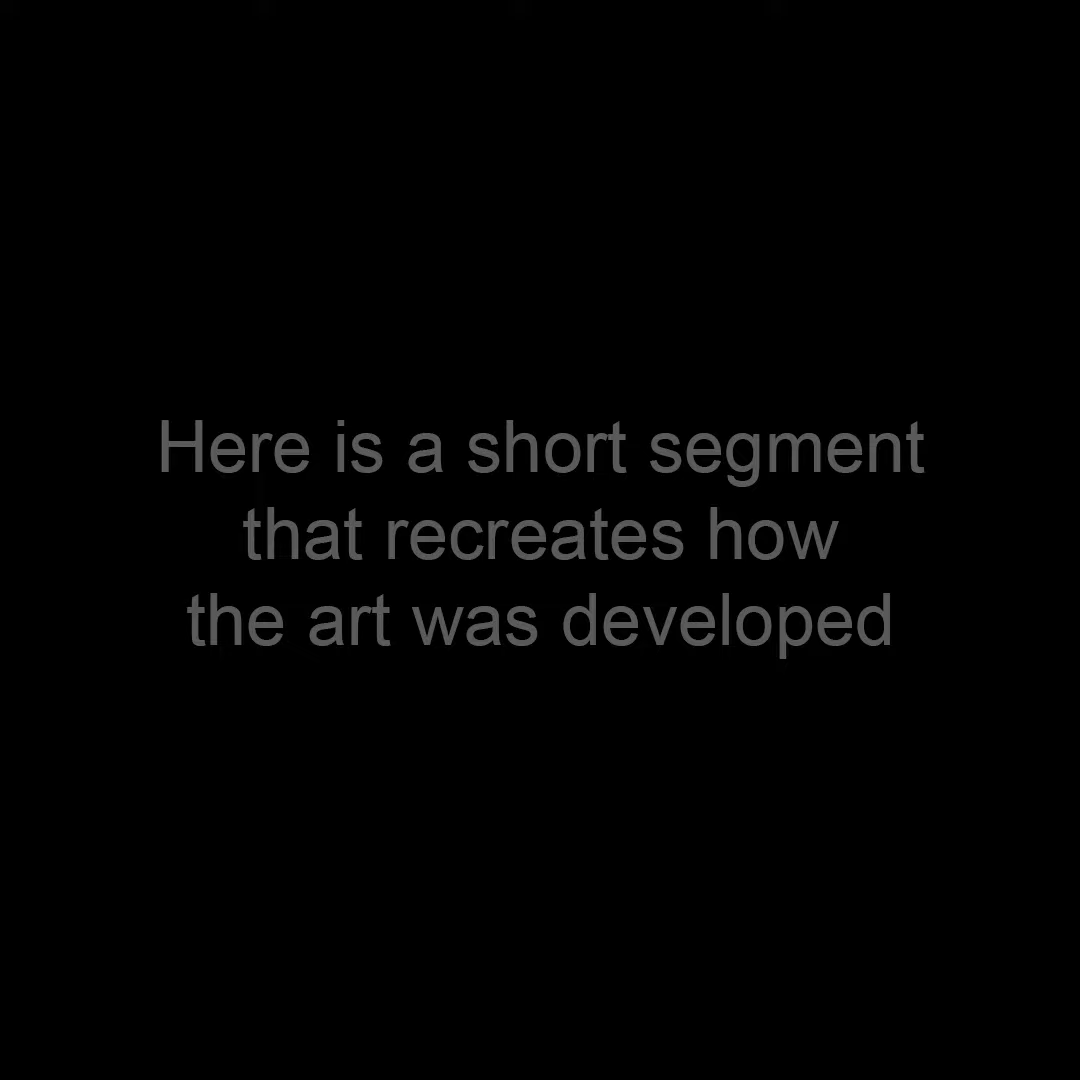 Here is a short segment
that recreates how
the art was developed